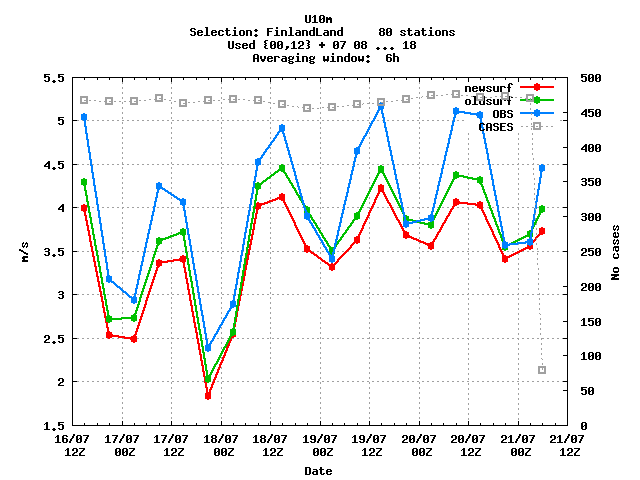 U10m
Selection: FinlandLand     80 stations
Used {00,12} + 07 08 ... 18
Averaging window:  6h
newsurf
oldsurf
OBS
CASES
5.5
5
4.5
4
3.5
3
2.5
2
1.5
m/s
500
450
400
350
300
250
200
150
100
50
0
No cases
16/07 17/07 17/07 18/07 18/07 19/07 19/07 20/07 20/07 21/07 21/07
12Z 00Z 12Z 00Z 12Z 00Z 12Z 00Z 12Z 00Z 12Z
Date